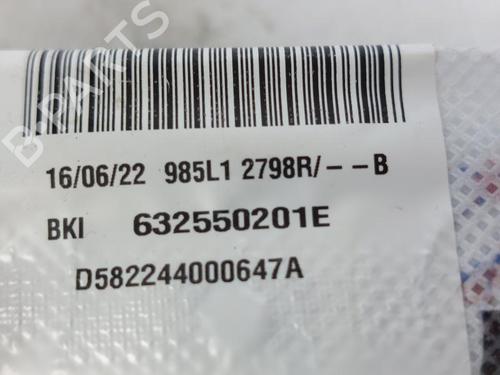 B-PARTS
16/06/22 985L1 2798R/- -B
BKI 632550201E
D582244000647A